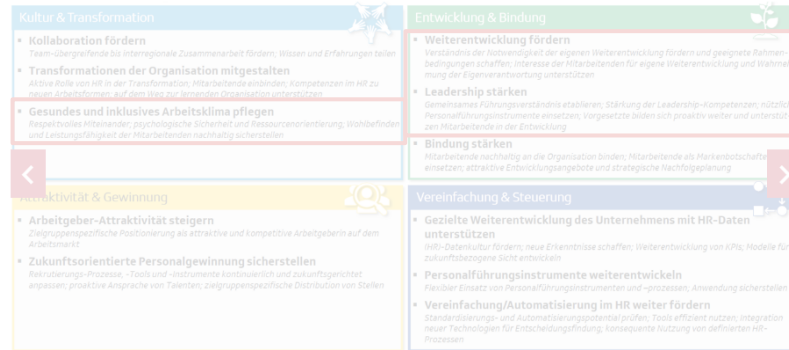 Kultur & Transformation
Kollaboration fördern
Team-übergreifende bis interregionale Zusammenarbeit fördern; Wissen und Erfahrungen teilen
Transformationen der Organisation mitgestalten
Aktive Rolle von HR in der Transformation; Mitarbeitende einbinden; Kompetenzen im HR zu
neuen Arbeitsformen; auf dem Weg zur lernenden Organisation unterstützen
Gesundes und inklusives Arbeitsklima pflegen
Respektvolles Miteinander; psychologische Sicherheit und Ressourcenorientierung; Wohlbefinden
und Leistungsfähigkeit der Mitarbeitenden nachhaltig sicherstellen
Entwicklung & Bindung
Weiterentwicklung fördern
Verständnis der Notwendigkeit der eigenen Weiterentwicklung fördern und geeignete Rahmen-
bedingungen schaffen; Interesse der Mitarbeitenden für eigene Weiterentwicklung und Wahrneh
mung der Eigenverantwortung unterstützen
Leadership stärken
Gemeinsames Führungsverständnis etablieren; Stärkung der Leadership-Kompetenzen; nützlich
Personalführungsinstrumente einsetzen; Vorgesetzte bilden sich proaktiv weiter und unterstüt
zen Mitarbeitende in der Entwicklung
Bindung stärken
Mitarbeitende nachhaltig an die Organisation binden; Mitarbeitende als Markenbotschafte
einsetzen; attraktive Entwicklungsangebote und strategische Nachfolgeplanung
Attraktivität & Gewinnung
Arbeitgeber-Attraktivität steigern
Zielgruppenspezifische Positionierung als attraktive und kompetitive Arbeitgeberin auf dem
Arbeitsmarkt
Zukunftsorientierte Personalgewinnung sicherstellen
Rekrutierungs-Prozesse, -Tools und -Instrumente kontinuierlich und zukunftsgerichtet
anpassen; proaktive Ansprache von Talenten; zielgruppenspezifische Distribution von Stellen
Vereinfachung & Steuerung
Gezielte Weiterentwicklung des Unternehmens mit HR-Daten
unterstützen
(HR)-Datenkultur fördern; neue Erkenntnisse schaffen; Weiterentwicklung von KPIs; Modelle für
zukunftsbezogene Sicht entwickeln
Personalführungsinstrumente weiterentwickeln
Flexibler Einsatz von Personalführungsinstrumenten und -prozessen; Anwendung sicherstellen
Vereinfachung/Automatisierung im HR weiter fördern
Standardisierungs- und Automatisierungspotential prüfen; Tools effizient nutzen; Integration
neuer Technologien für Entscheidungsfindung; konsequente Nutzung von definierten HR-
Prozessen